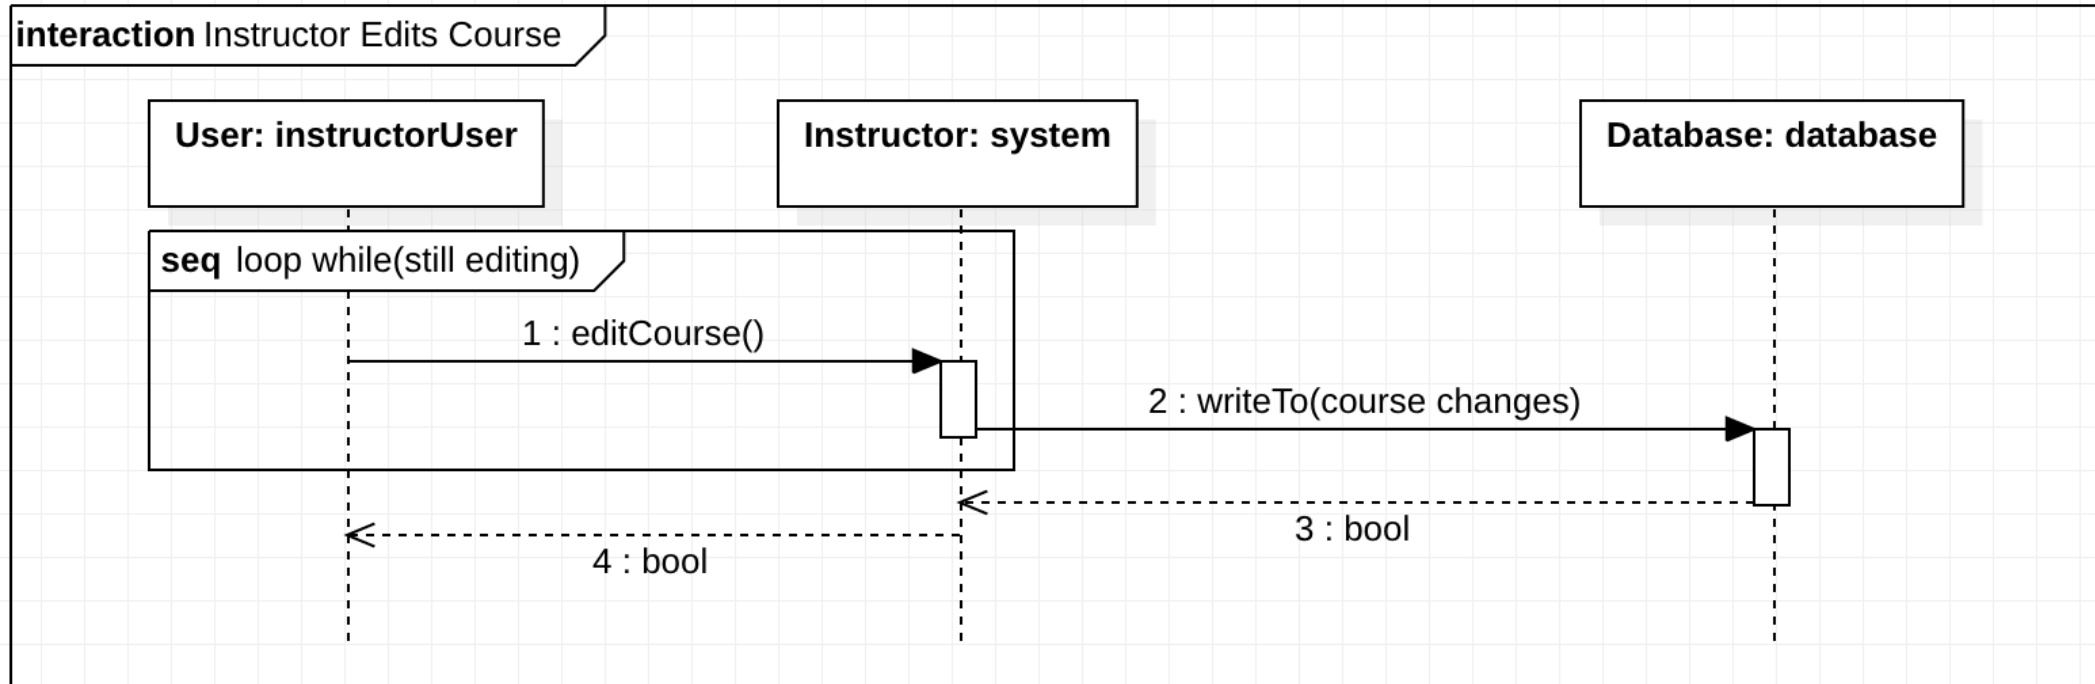 interaction Instructor Edits Course
User: instructorUser
Instructor: system
Database: database
seq loop while(still editing)
1 : editCourse()
2 : writeTo(course changes)
3 : bool
4 : bool